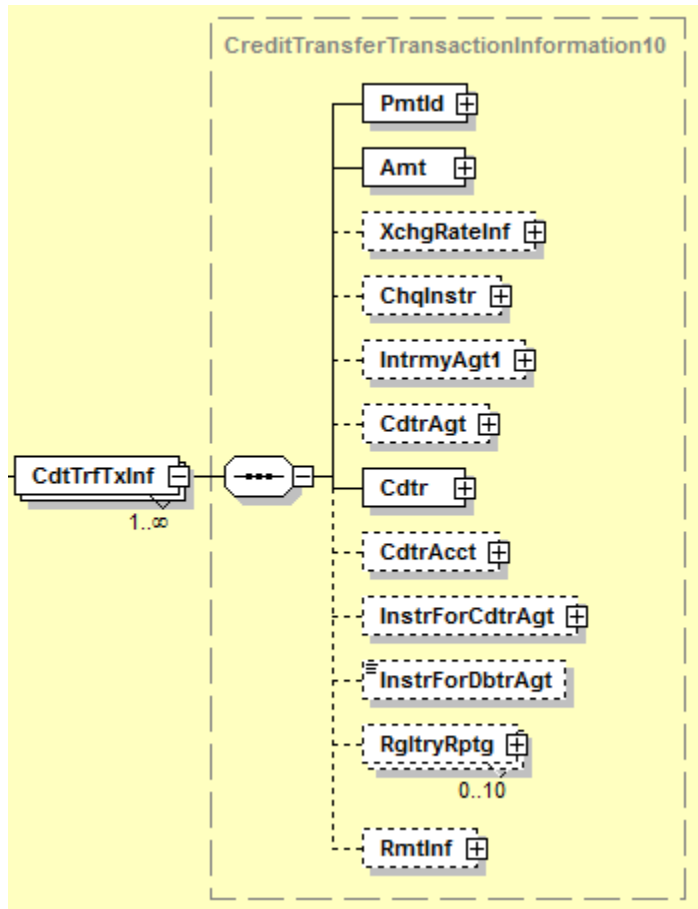 CreditTransferTransactionInformation10
PmtId
Amt
XchgRateInf
ChqInstr
IntrmyAgt1
CdtrAgt
CdtTrfTxInf
1..∞
Cdtr
CdtrAcct
InstrForCdtrAgt
InstrForDbtrAgt
RgltryRptg
0..10
RmtInf